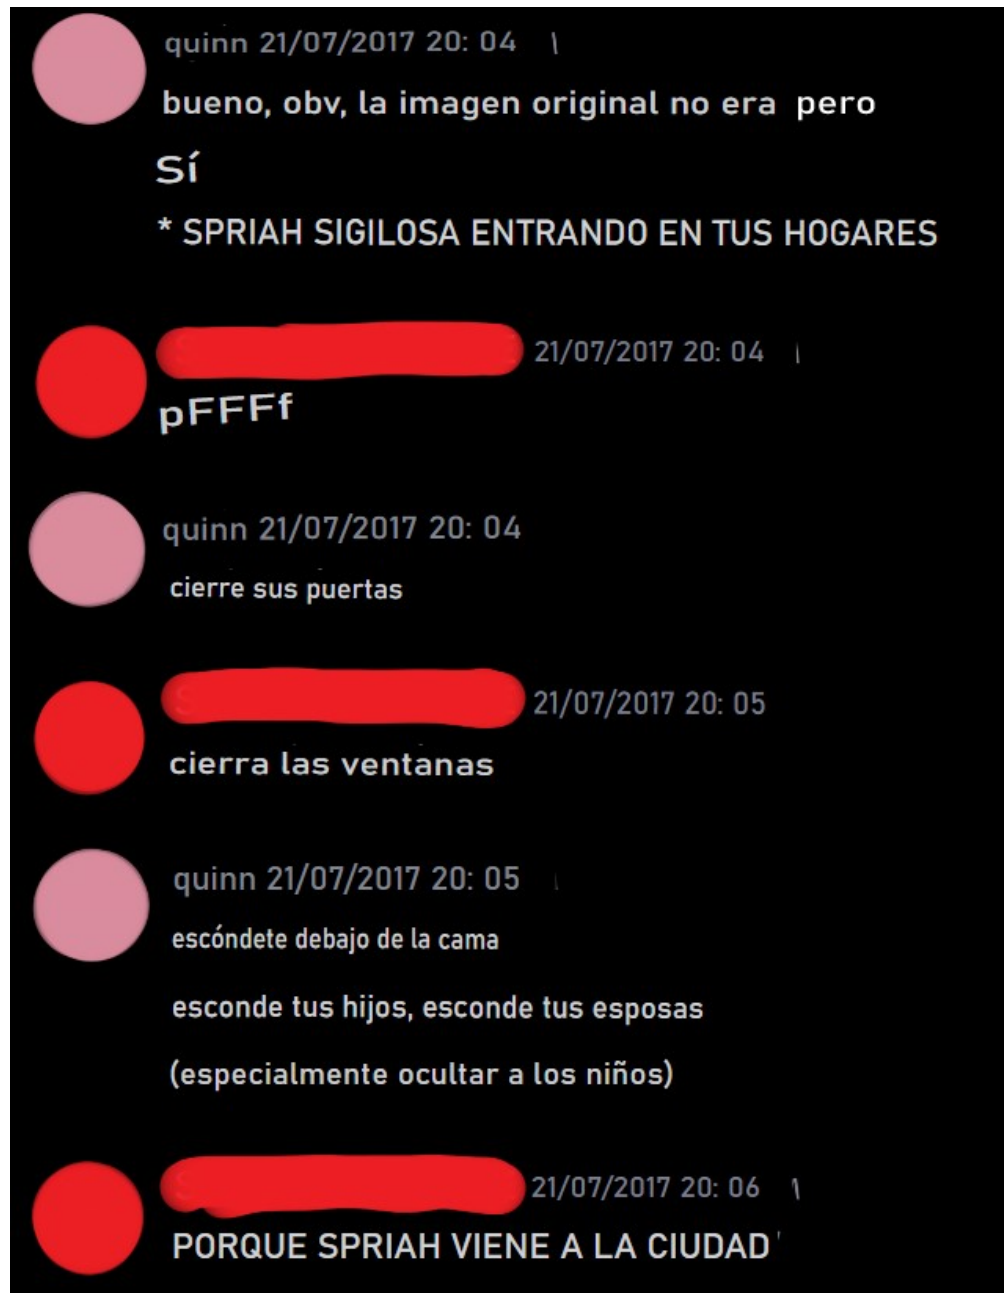 quinn 21/07/2017 20: 04
bueno, obv, la imagen original no era pero
Sí
* SPRIAH SIGILOSA ENTRANDO EN TUS HOGARES
21/07/2017 20: 04
pFFFf
quinn 21/07/2017 20: 04
cierre sus puertas
21/07/2017 20: 05
cierra las ventanas
quinn 21/07/2017 20: 05
escóndete debajo de la cama
esconde tus hijos, esconde tus esposas
(especialmente ocultar a los niños)
21/07/2017 20: 06
PORQUE SPRIAH VIENE A LA CIUDAD